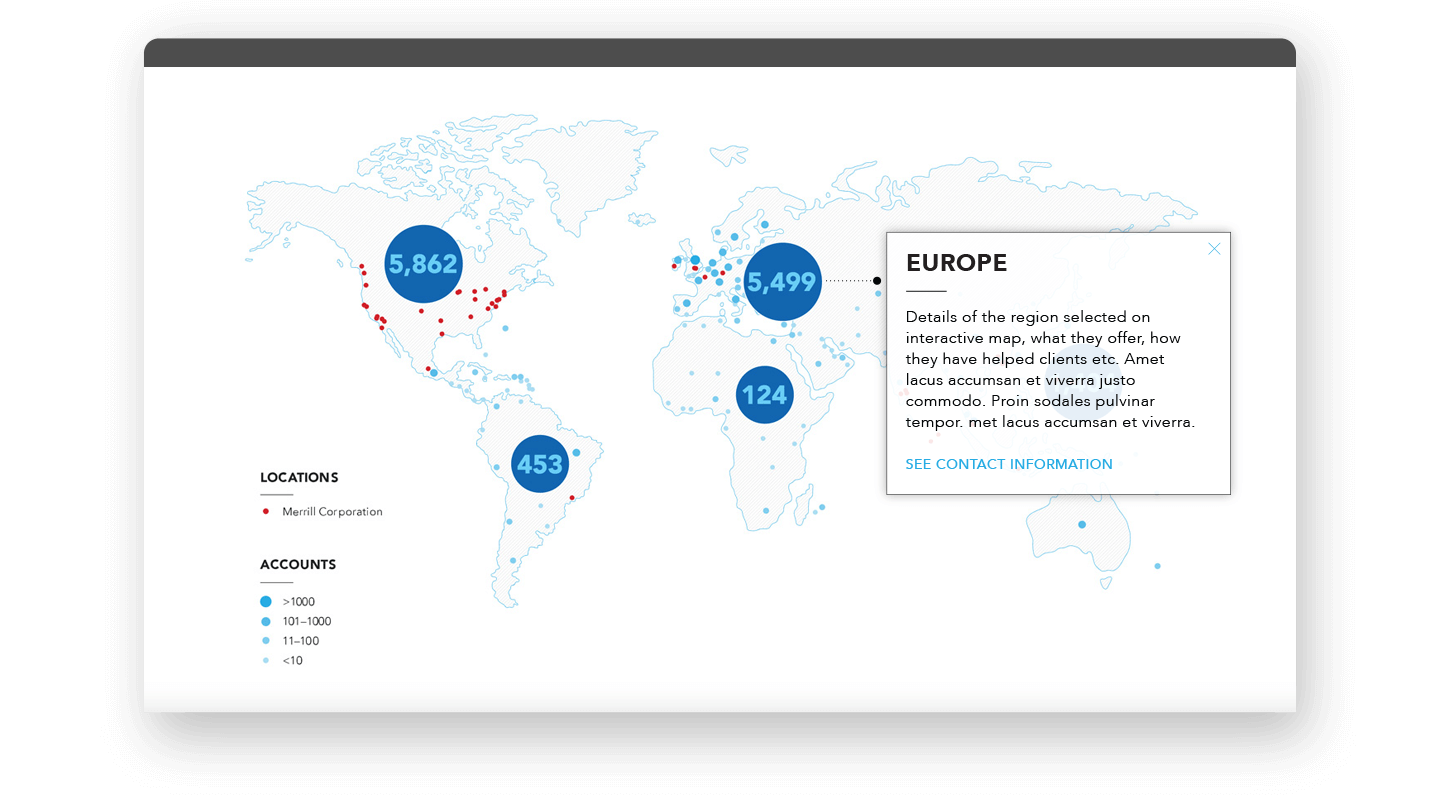 5,862
5,499
124
453
EUROPE
Details of the region selected on
interactive map, what they offer, how
they have helped clients etc. Amet
lacus accumsan et viverra justo
commodo. Proin sodales pulvinar
tempor. met lacus accumsan et viverra.
SEE CONTACT INFORMATION
LOCATIONS
Merrill Corporation
ACCOUNTS
>1000
101–1000
11–100
<10